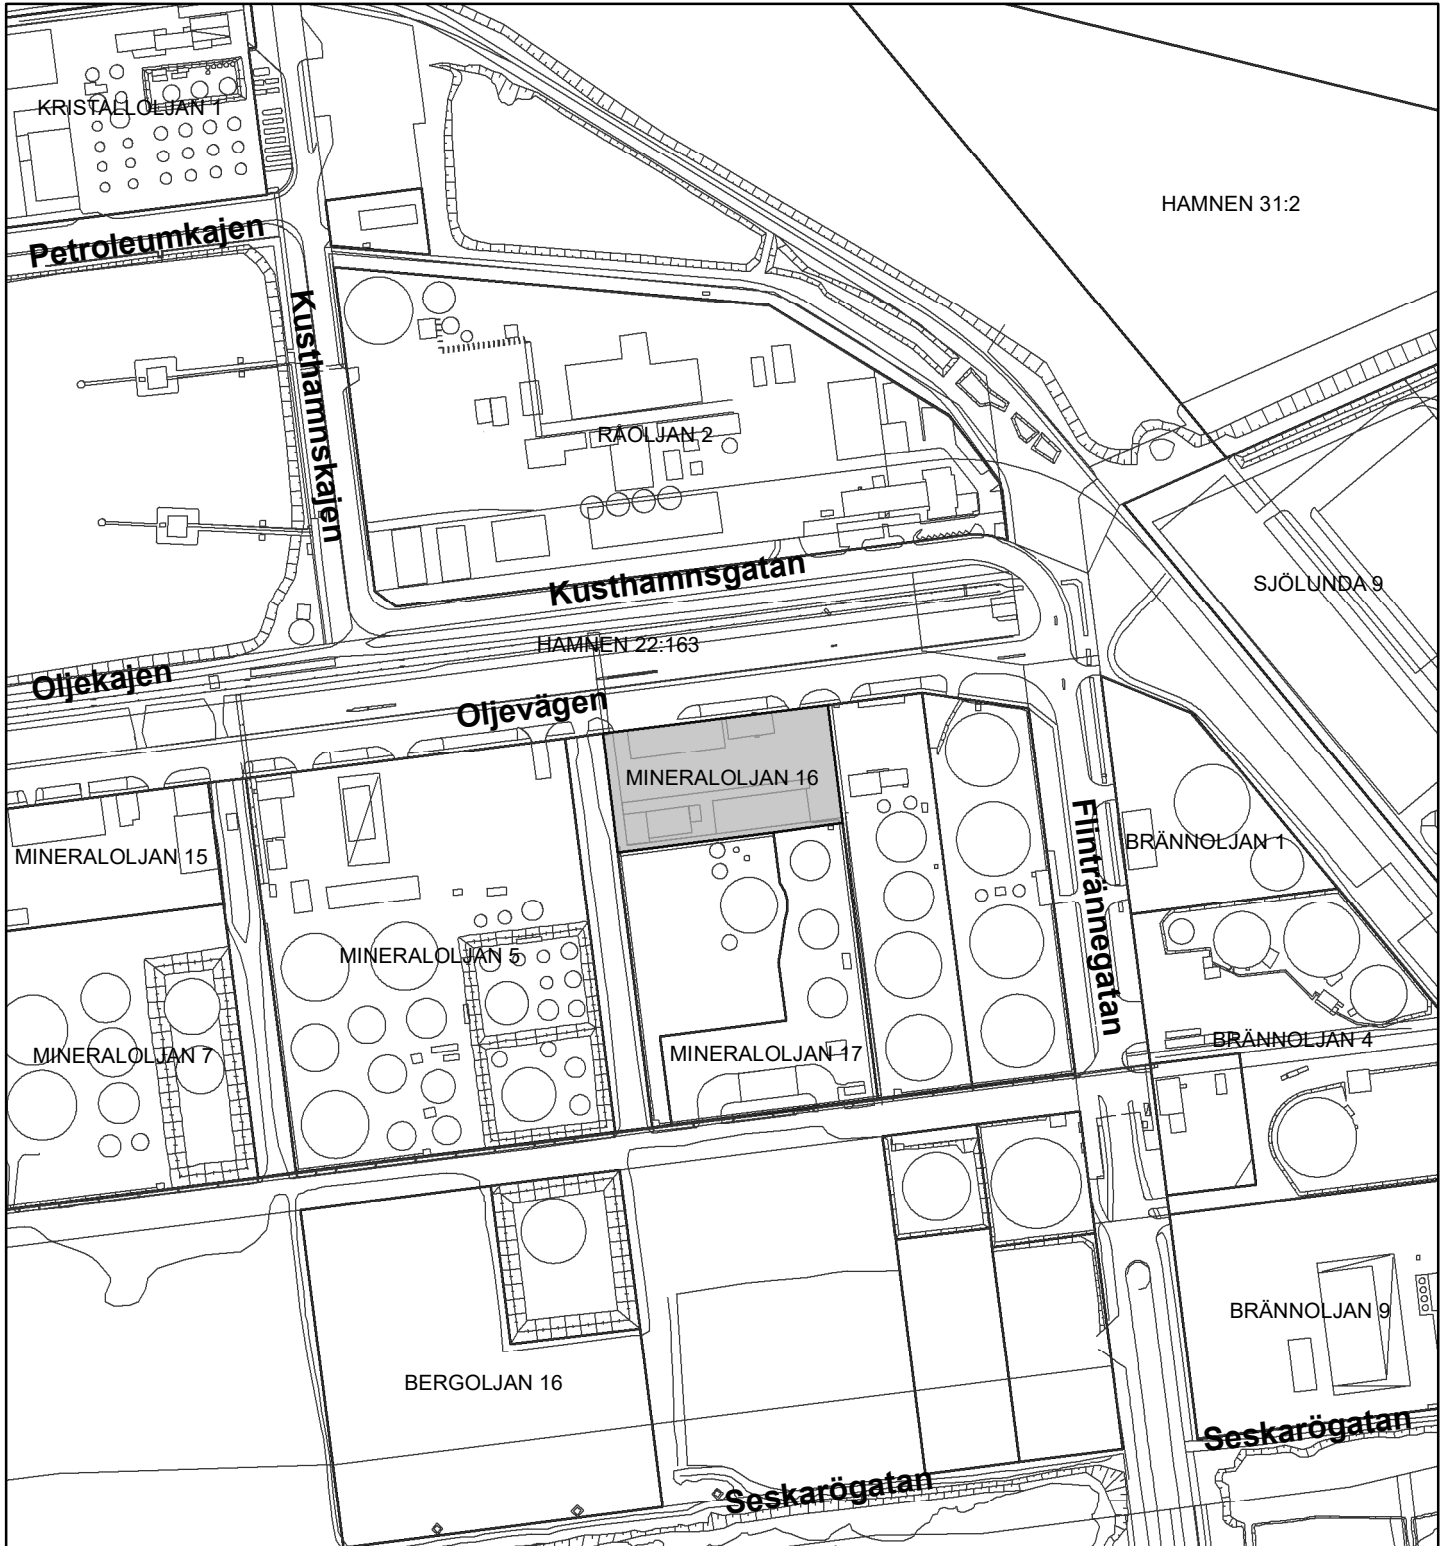 KRISTALLOLJAN 1
HAMNEN 31:2
Petroleumkajen
Kusthamnskajen
RÅOLJAN 2
Kusthamnsgatan
SJÖLUNDA 9
HAMNEN 22:163
Oljekajen
Oljevägen
MINERALOLJAN 16
Flintrännegatan
BRÄNNOLJAN 1
MINERALOLJAN 15
MINERALOLJAN 5
MINERALOLJAN 7
MINERALOLJAN 17
BRÄNNOLJAN 4
BRÄNNOLJAN 9
BERGOLJAN 16
Seskarögatan
Seskarögatan